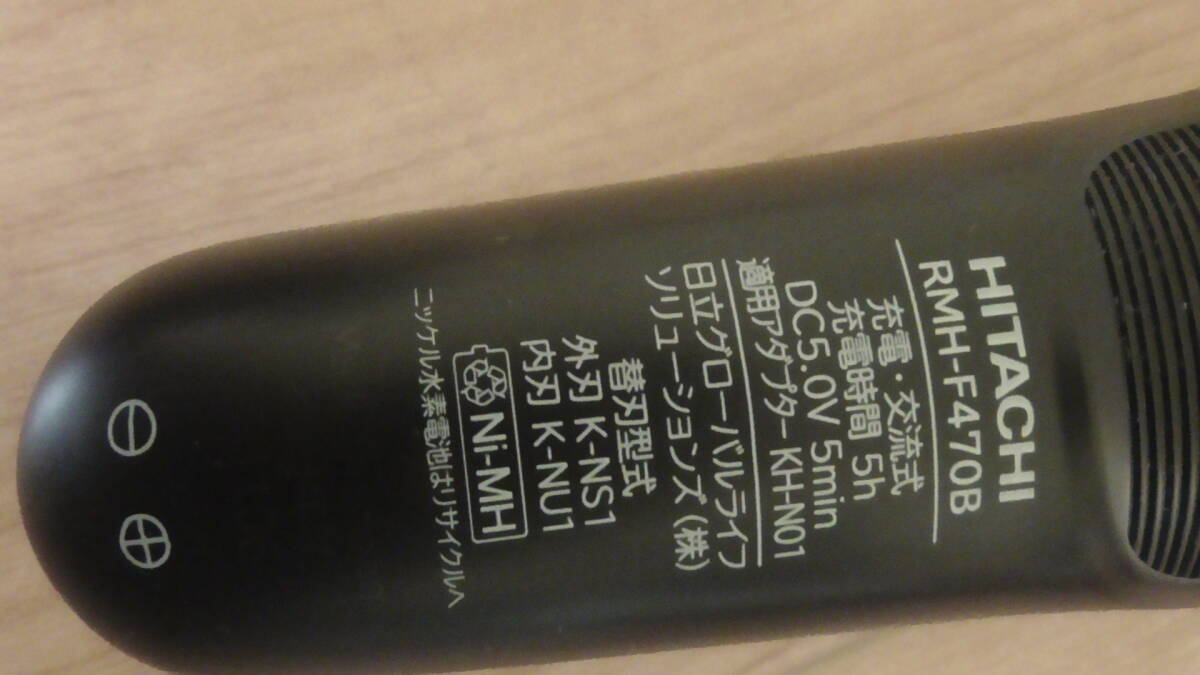 HITACHI
RMH-F470B
充電・交流式
充電時間 5h
DC5.0V 5min
適用アダプター KH-N01
日立グローバルライフ
ソリューションズ(株)
替刃型式
外刃 K-NS1
内刃 K-NU1
Ni-MH
ニッケル水素電池はリサイクルへ